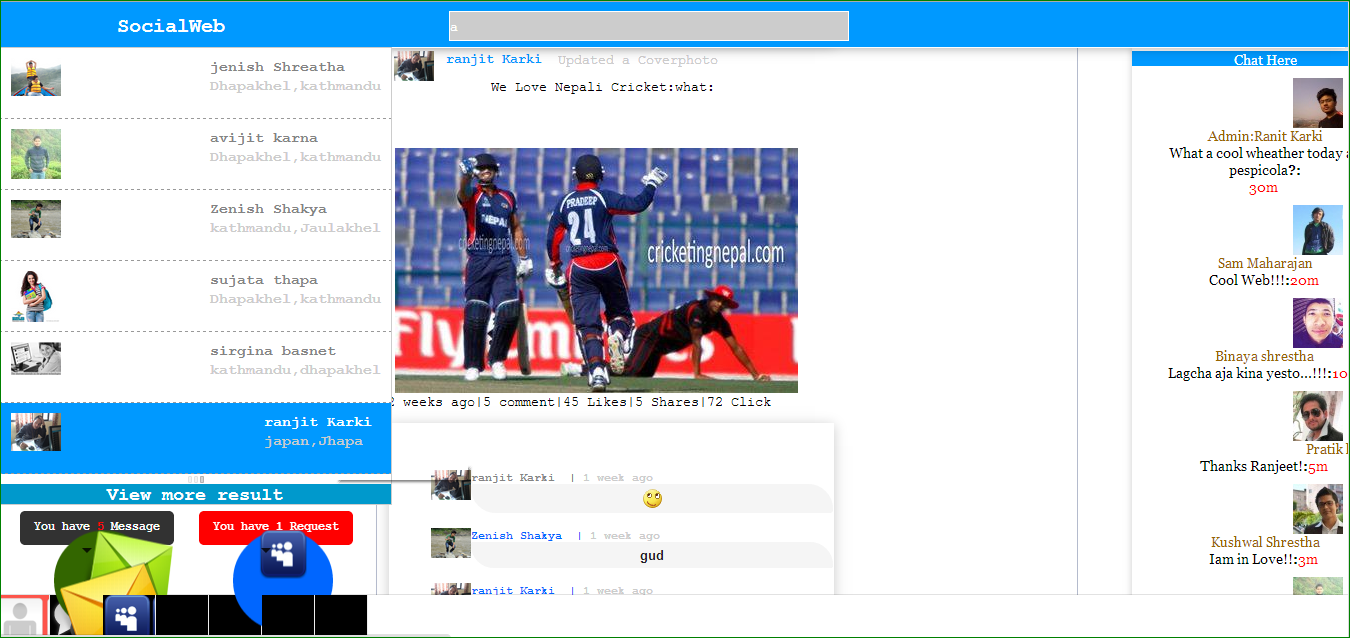 SocialWeb
a
jenish Shreatha
Dhapakhel,kathmandu
avijit karna
Dhapakhel,kathmandu
Zenish Shakya
kathmandu,Jaulakhel
sujata thapa
Dhapakhel,kathmandu
sirgina basnet
kathmandu,dhapakhel
ranjit Karki
japan,Jhapa
View more result
You have 5 Message
You have 1 Request
ranjit Karki Updated a Coverphoto
We Love Nepali Cricket:what:
NEPAL
PRADEEP
24
cricketingnepal.com
cricketingnepal.com
Fly Emirates
2 weeks ago|5 comment|45 Likes|5 Shares|72 Click
ranjit Karki | 1 week ago
Zenish Shakya | 1 week ago
gud
ranjit Karki | 1 week ago
Chat Here
Admin:Ranit Karki
What a cool wheather today a
pespicola?:
30m
Sam Maharajan
Cool Web!!!:20m
Binaya shrestha
Lagcha aja kina yesto...!!!:10
Pratik
Thanks Ranjeet!:5m
Kushwal Shrestha
Iam in Love!!:3m